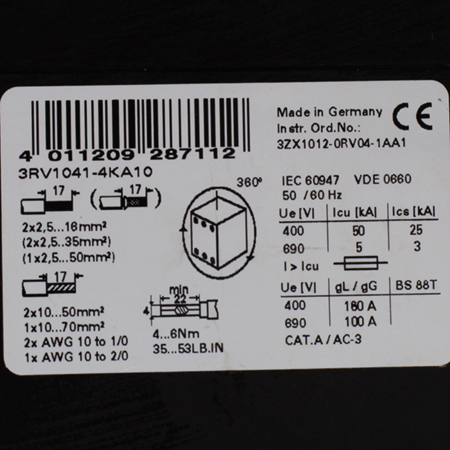 4 011209 287112
3RV1041-4KA10
Made in Germany
CE
Instr. Ord.No.:
3ZX1012-0RV04-1AA1
17
( 17 )
2x2,5...16mm²
(2x2,5...35mm²)
(1x2,5...50mm²)
17
2x10...50mm²
1x10...70mm²
2x AWG 10 to 1/0
1x AWG 10 to 2/0
360°
min
22
4
4...6Nm
35...53LB.IN
IEC 60947 VDE 0660
50 / 60 Hz
Ue [V] Icu [kA] Ics [kA]
400 50 25
690 5 3
I > Icu
Ue [V] gL / gG BS 88T
400 160 A
690 100 A
CAT.A / AC-3